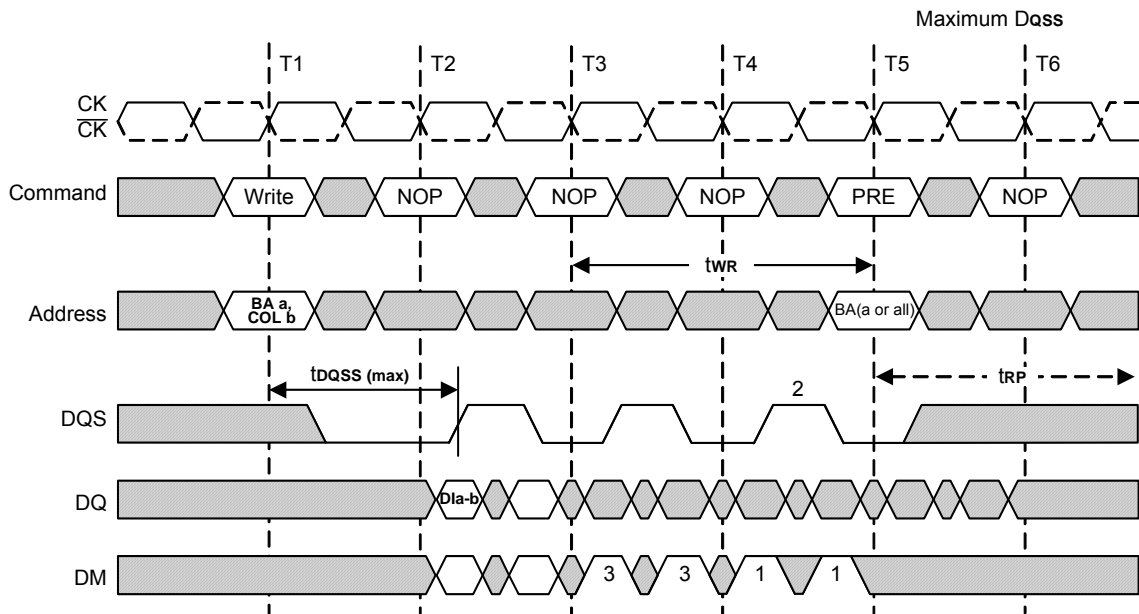 Maximum DQSS
T1 T2 T3 T4 T5 T6
CK
CK
Command Write NOP NOP NOP PRE NOP
tWR
Address BA a, COL b BA(a or all)
tDQSS (max) tRP
2
DQS
DQ DIa-b
DM 3 3 1 1